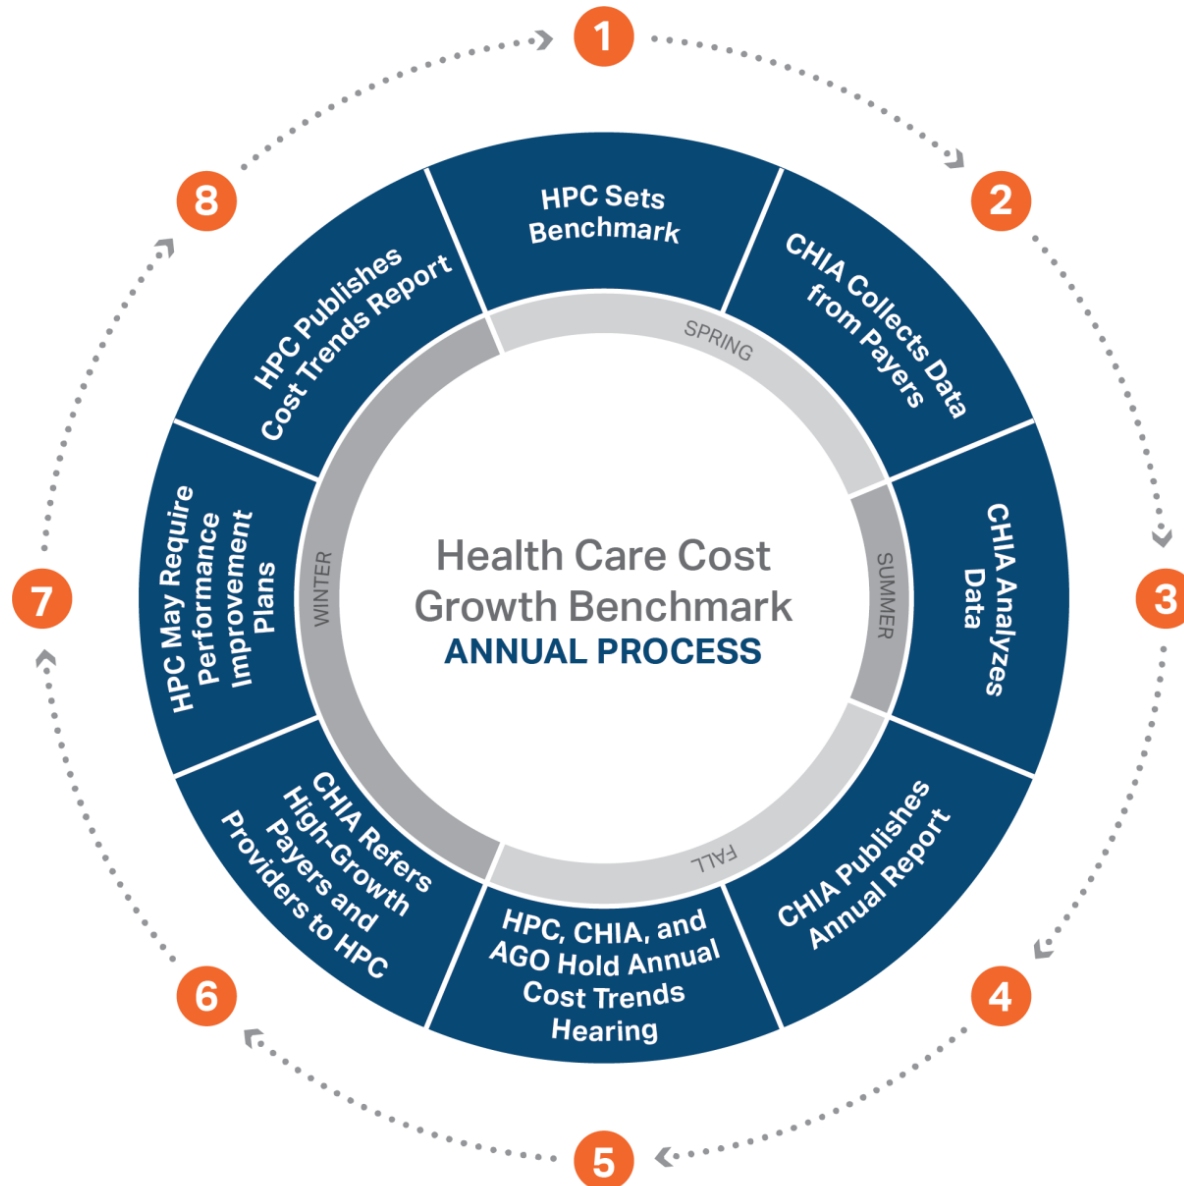 Health Care Cost
Growth Benchmark
ANNUAL PROCESS
1
HPC Sets
Benchmark
2
CHIA Collects Data
from Payers
SPRING
3
CHIA Analyzes
Data
SUMMER
4
CHIA Publishes
Annual Report
5
HPC, CHIA, and
AGO Hold Annual
Cost Trends
Hearing
FALL
6
CHIA Refers
High-Growth
Payers and
Providers to HPC
7
HPC May Require
Performance
Improvement
Plans
8
HPC Publishes
Cost Trends Report
WINTER